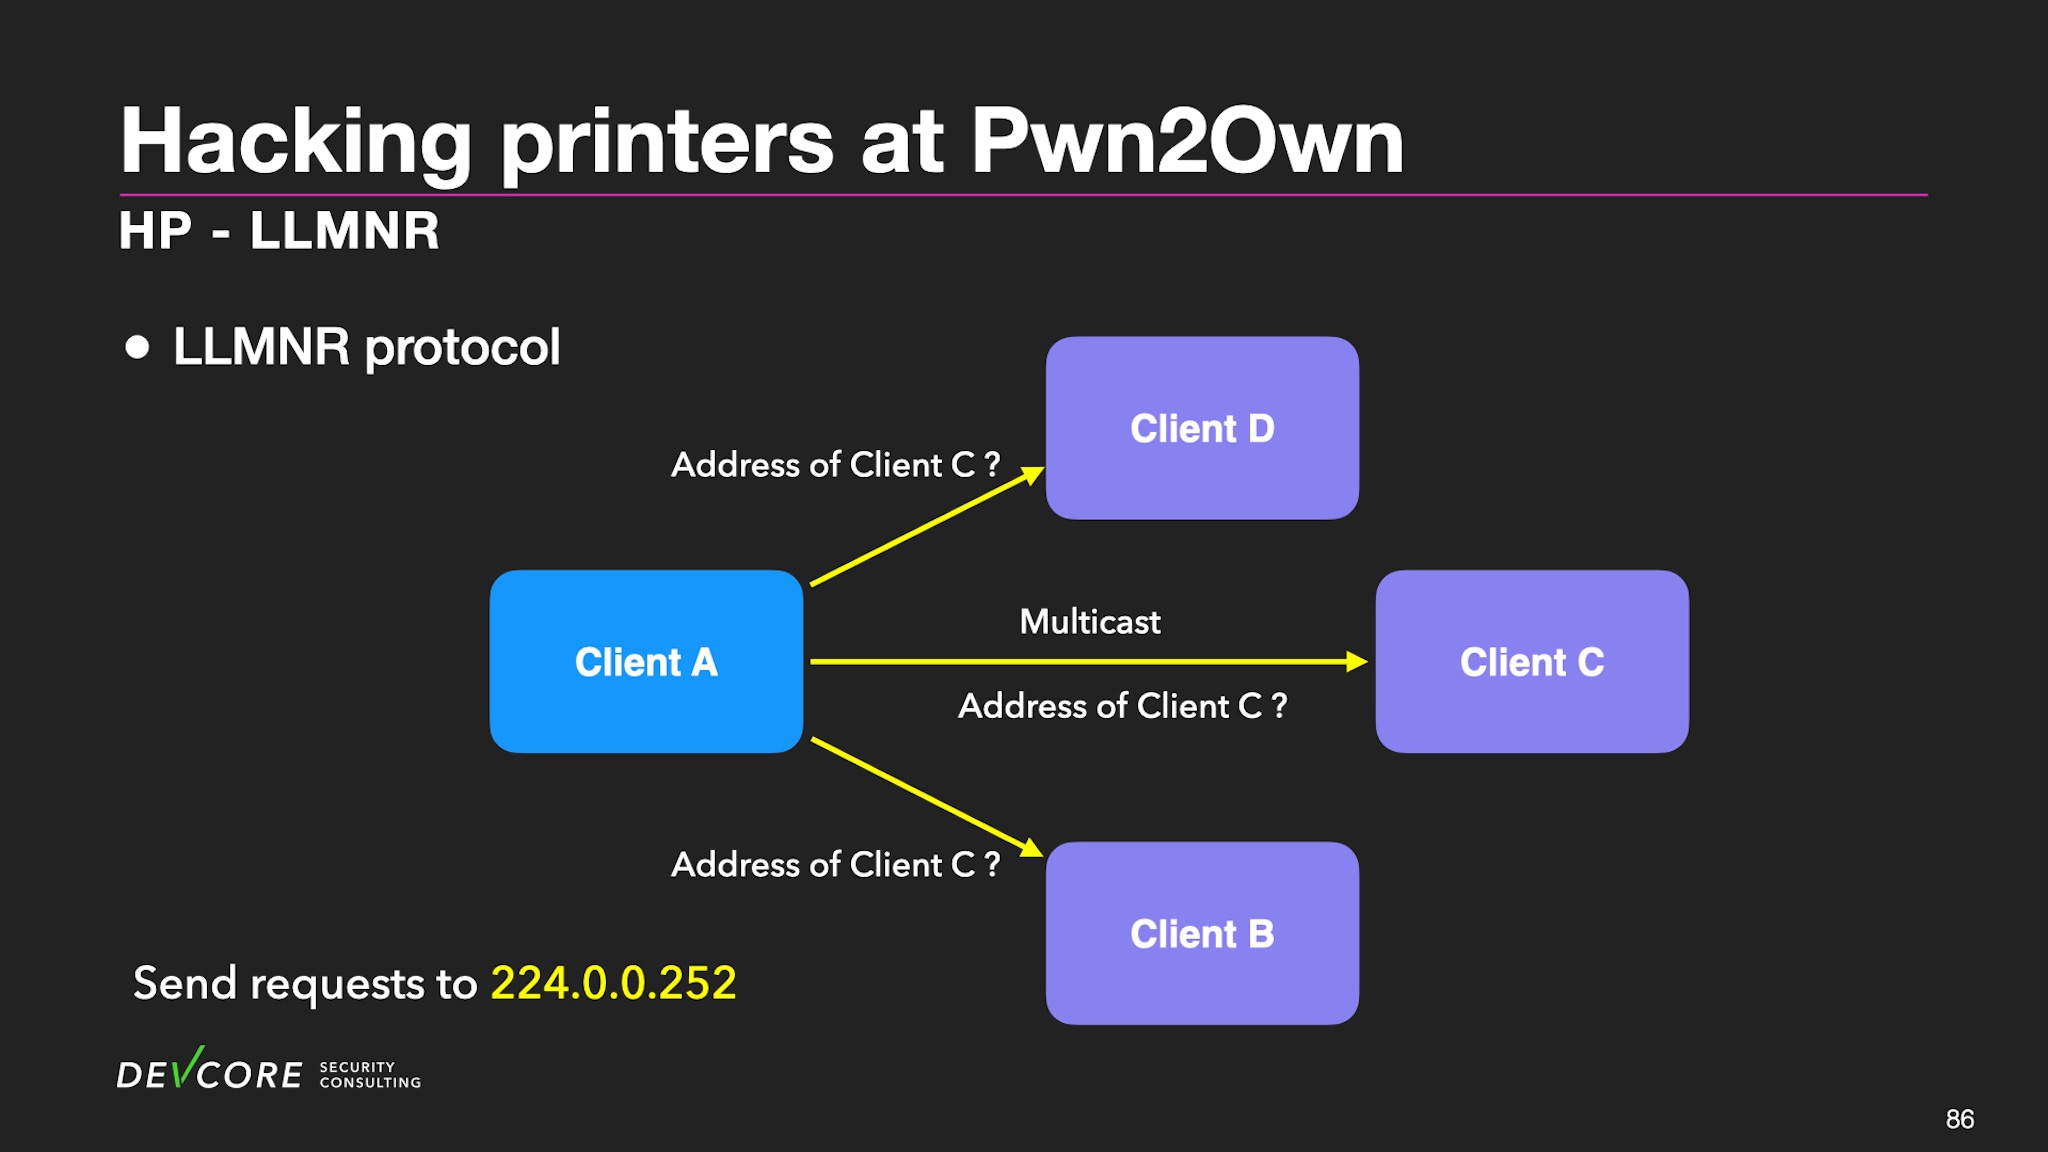 Hacking printers at Pwn2Own
HP - LLMNR
● LLMNR protocol
Client D
Address of Client C ?
Client A
Multicast
Client C
Address of Client C ?
Address of Client C ?
Client B
Send requests to 224.0.0.252
DEVCORE SECURITY CONSULTING
86